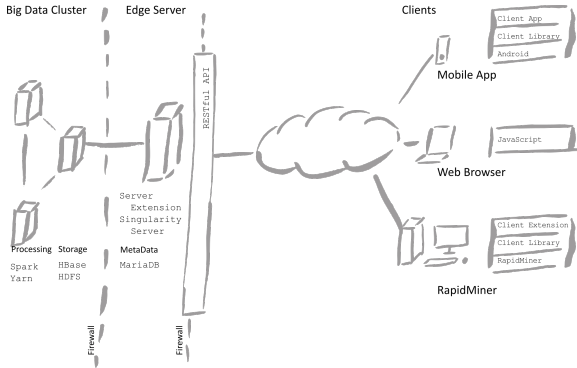 Big Data Cluster
Edge Server
Clients
Client App
Client Library
Android
Mobile App
RESTful API
JavaScript
Web Browser
Server
Extension
Singularity
Server
Processing
Storage
MetaData
Spark
Yarn
HBase
HDFS
MariaDB
Client Extension
Client Library
RapidMiner
RapidMiner
Firewall
Firewall